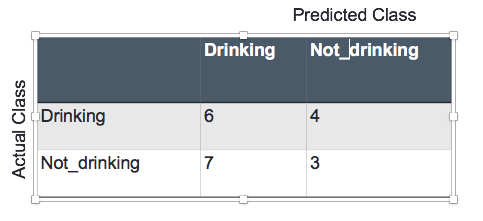 Predicted Class
Actual Class
Drinking Not_drinking
Drinking 6 4
Not_drinking 7 3